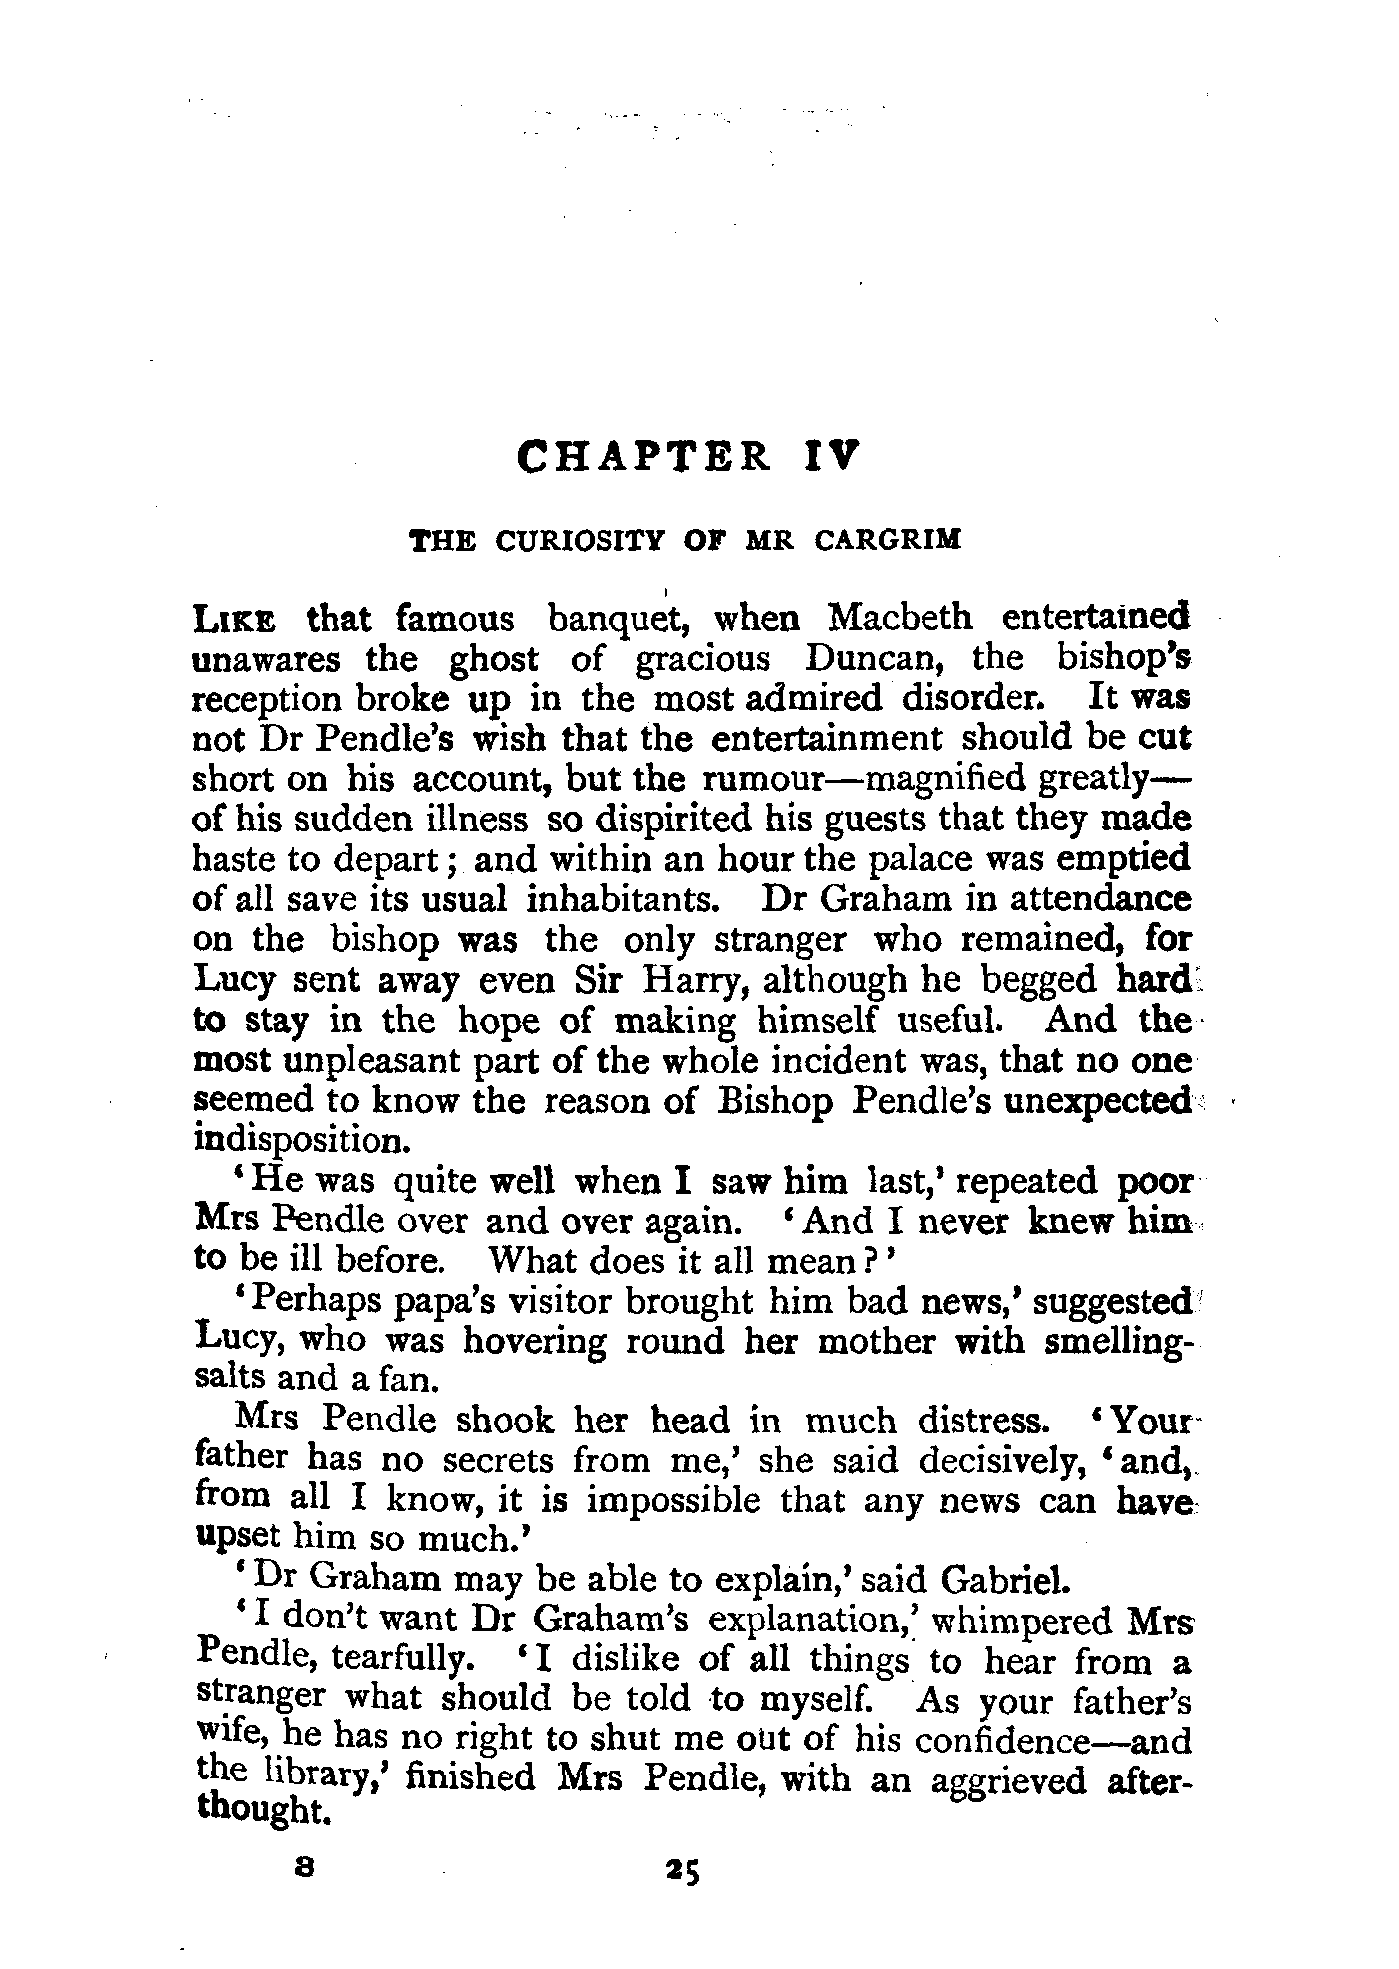 CHAPTER IV
THE CURIOSITY OF MR CARGRIM
LIKE that famous banquet, when Macbeth entertained
unawares the ghost of gracious Duncan, the bishop's
reception broke up in the most admired disorder. It was
not Dr Pendle's wish that the entertainment should be cut
short on his account, but the rumour—magnified greatly—
of his sudden illness so dispirited his guests that they made
haste to depart; and within an hour the palace was emptied
of all save its usual inhabitants. Dr Graham in attendance
on the bishop was the only stranger who remained, for
Lucy sent away even Sir Harry, although he begged hard
to stay in the hope of making himself useful. And the
most unpleasant part of the whole incident was, that no one
seemed to know the reason of Bishop Pendle's unexpected
indisposition.
'He was quite well when I saw him last,' repeated poor
Mrs Pendle over and over again. 'And I never knew him
to be ill before. What does it all mean?'
'Perhaps papa's visitor brought him bad news,' suggested
Lucy, who was hovering round her mother with smelling-
salts and a fan.
Mrs Pendle shook her head in much distress. 'Your
father has no secrets from me,' she said decisively, 'and,
from all I know, it is impossible that any news can have
upset him so much.'
'Dr Graham may be able to explain,' said Gabriel.
'I don't want Dr Graham's explanation,' whimpered Mrs
Pendle, tearfully. 'I dislike of all things to hear from a
stranger what should be told to myself. As your father's
wife, he has no right to shut me out of his confidence—and
the library,' finished Mrs Pendle, with an aggrieved after-
thought.
8 25